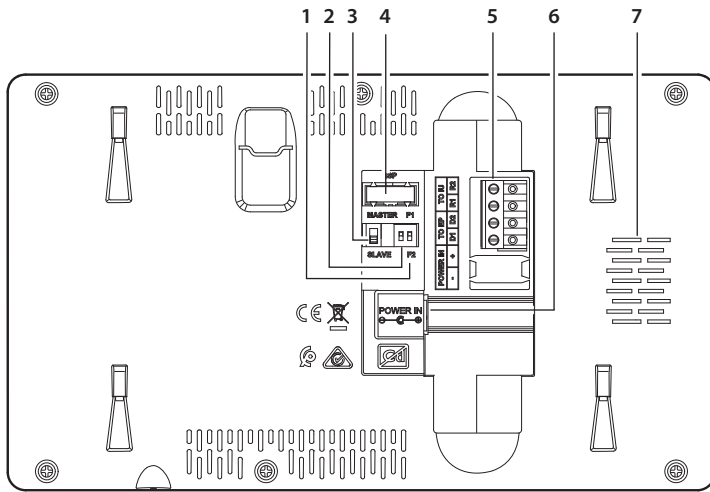 1 2 3 4 5 6 7
MASTER P1
SLAVE F2
POWER IN TO EP TO IU
- + D1 D2 R1 R2
POWER IN
CE